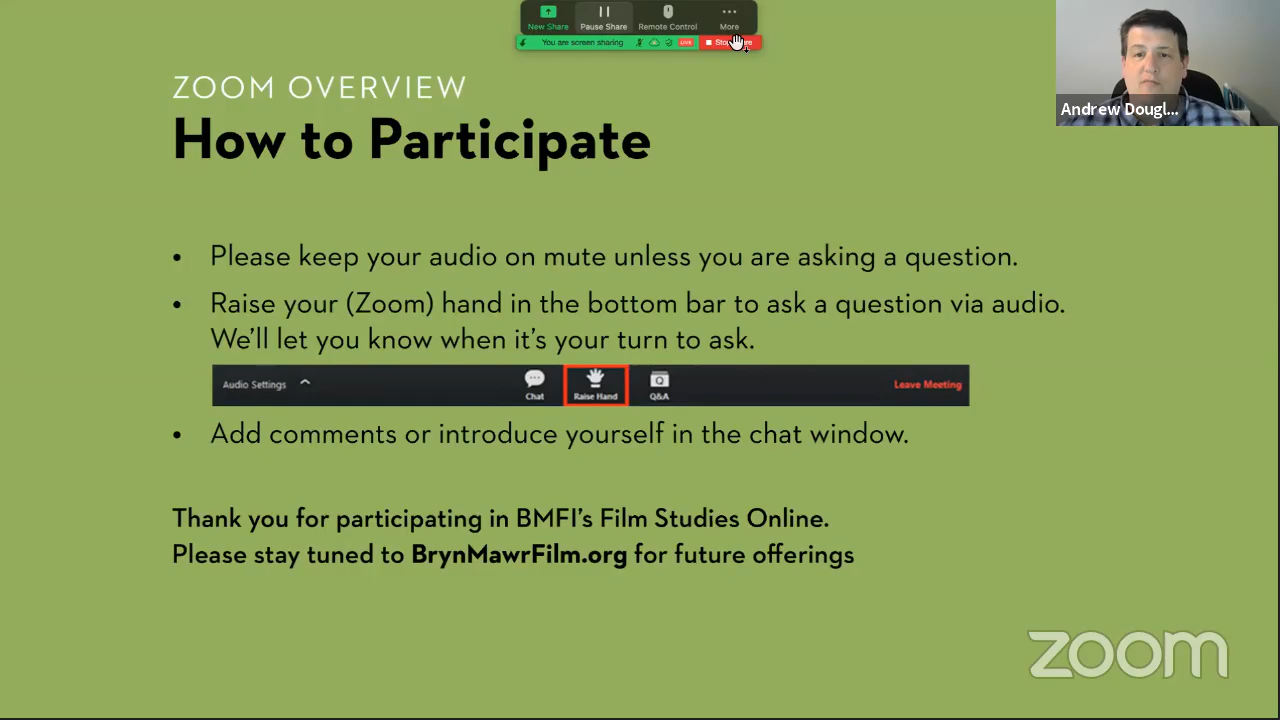 New Share
Pause Share
Remote Control
More
You are screen sharing
LIVE
Andrew Dougl...
ZOOM OVERVIEW
How to Participate
• Please keep your audio on mute unless you are asking a question.
• Raise your (Zoom) hand in the bottom bar to ask a question via audio.
We'll let you know when it's your turn to ask.
Audio Settings
Chat
Raise Hand
Q&A
Leave Meeting
• Add comments or introduce yourself in the chat window.
Thank you for participating in BMFI's Film Studies Online.
Please stay tuned to BrynMawrFilm.org for future offerings
zoom